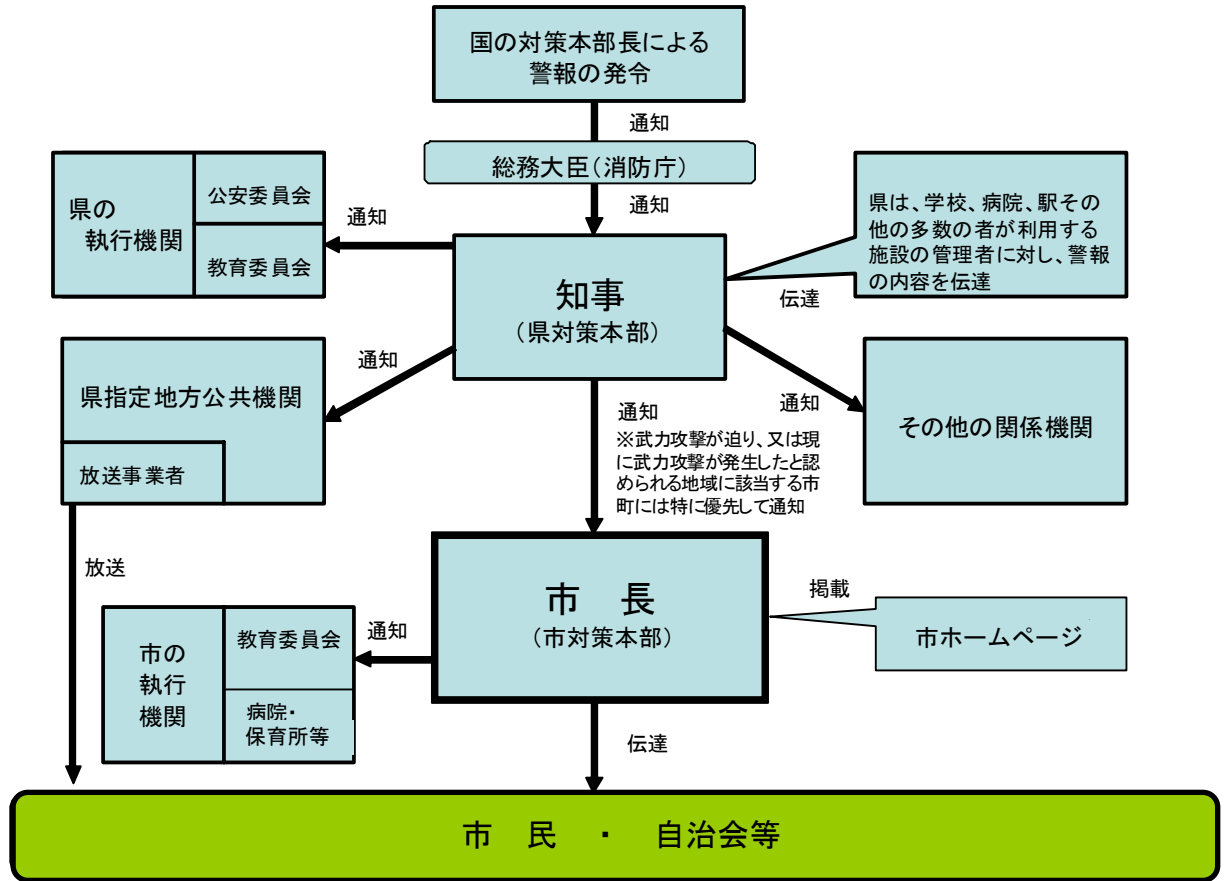 国の対策本部長による
警報の発令
通知
総務大臣(消防庁)
通知
県の
執行機関
公安委員会
教育委員会
通知
知事
(県対策本部)
県は、学校、病院、駅その
他の多数の者が利用する
施設の管理者に対し、警報
の内容を伝達
伝達
県指定地方公共機関
放送事業者
通知
通知
※武力攻撃が迫り、又は現
に武力攻撃が発生したと認
められる地域に該当する市
町には特に優先して通知
通知
その他の関係機関
放送
市の
執行
機関
教育委員会
病院・
保育所等
通知
市 長
(市対策本部)
掲載
市ホームページ
伝達
市 民 ・ 自治会等